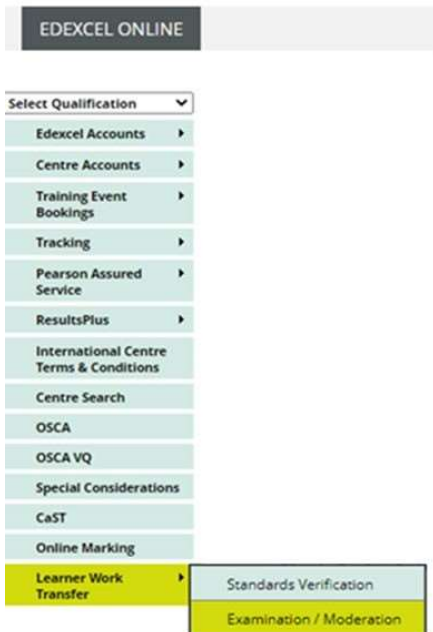 EDEXCEL ONLINE
Select Qualification
Edexcel Accounts
Centre Accounts
Training Event
Bookings
Tracking
Pearson Assured
Service
ResultsPlus
International Centre
Terms & Conditions
Centre Search
OSCA
OSCA VQ
Special Considerations
CaST
Online Marking
Learner Work
Transfer
Standards Verification
Examination / Moderation